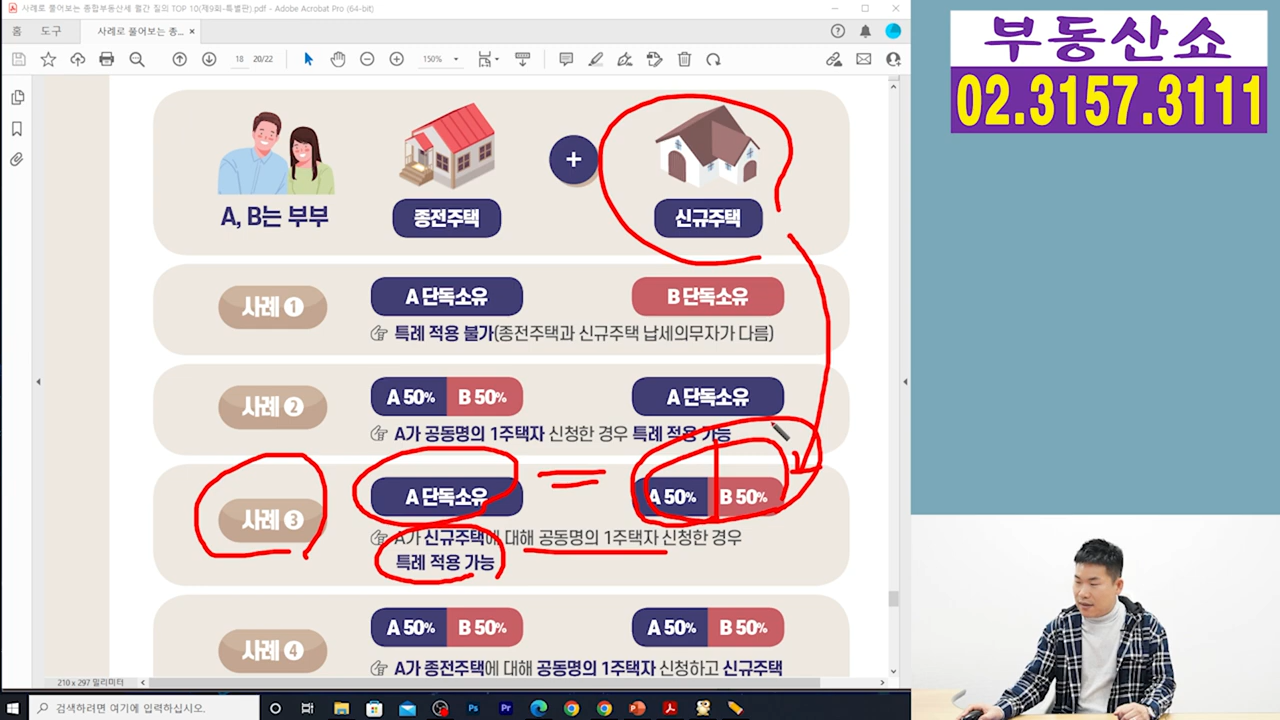 사례로 풀어보는 종합부동산세 월간 질의 TOP 10(제9회-특별판).pdf - Adobe Acrobat Pro (64-bit)
홈 도구 사례로 풀어보는 종... ×
18 20/22 150%
부동산쇼
02.3157.3111
A, B는 부부
종전주택
+
신규주택
사례 1
A 단독소유
B 단독소유
특례 적용 불가(종전주택과 신규주택 납세의무자가 다름)
사례 2
A 50% B 50%
A 단독소유
A가 공동명의 1주택자 신청한 경우 특례 적용 가능
사례 3
A 단독소유
A 50% B 50%
A가 신규주택에 대해 공동명의 1주택자 신청한 경우
특례 적용 가능
사례 4
A 50% B 50%
A 50% B 50%
A가 종전주택에 대해 공동명의 1주택자 신청하고 신규주택
210 x 297 밀리미터
검색하려면 여기에 입력하십시오.